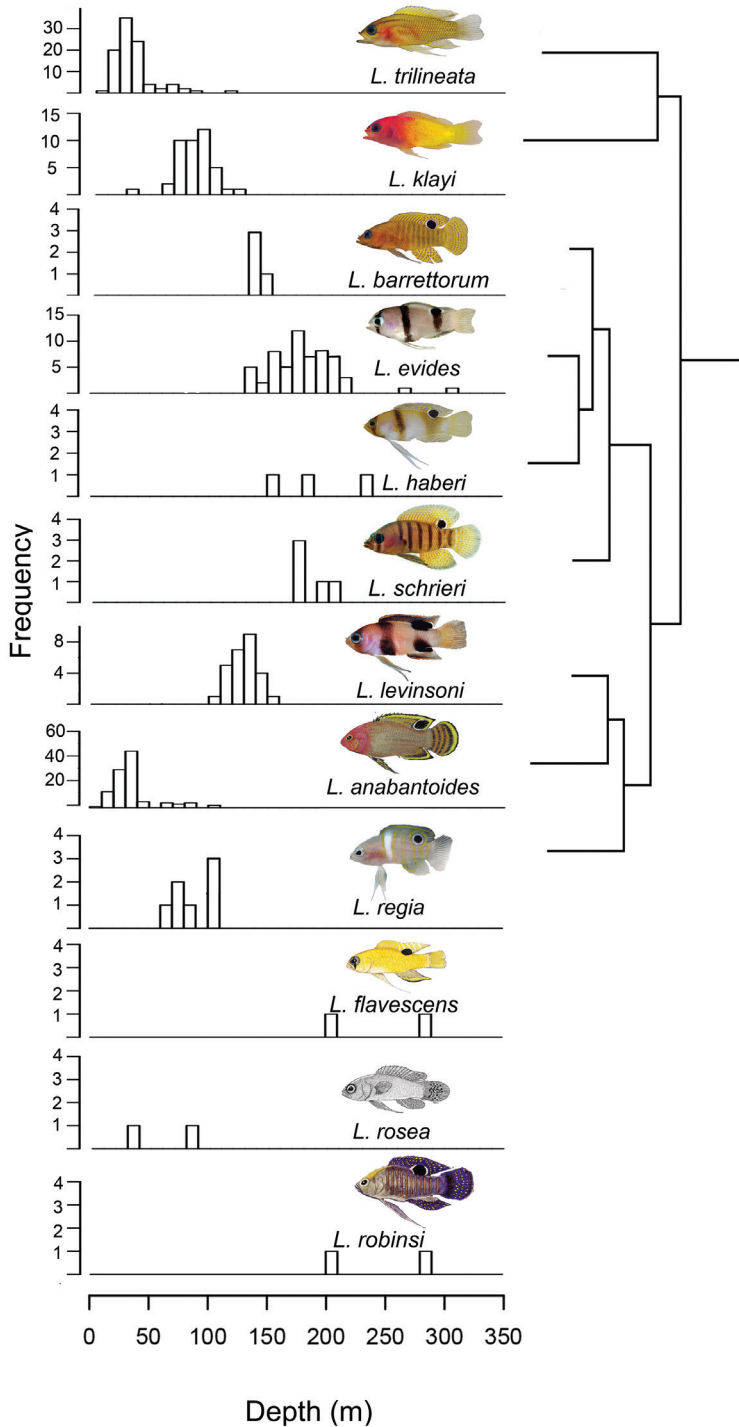 30
20
10
L. trilineata
15
10
5
L. klayi
4
3
2
1
L. barrettorum
15
10
5
L. evides
4
3
2
1
L. haberi
4
3
2
1
L. schrieri
8
4
L. levinsoni
60
40
20
L. anabantoides
4
3
2
1
L. regia
4
3
2
1
L. flavescens
4
3
2
1
L. rosea
4
3
2
1
L. robinsi
Frequency
0 50 100 150 200 250 300 350
Depth (m)